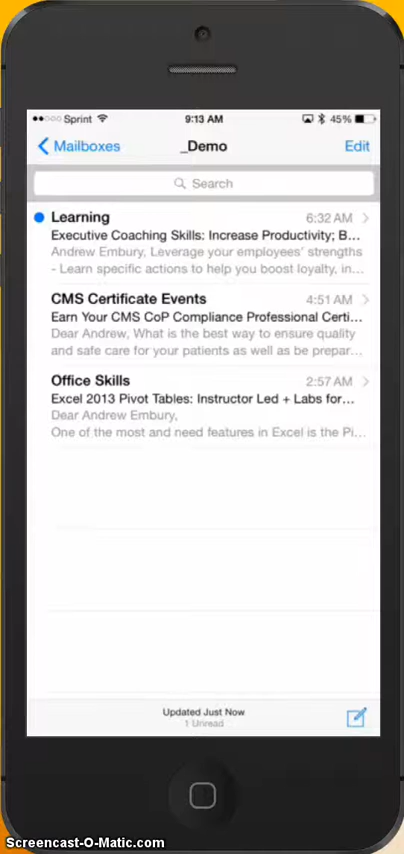 Sprint 9:13 AM 45%
Mailboxes _Demo Edit
Search
Learning 6:32 AM
Executive Coaching Skills: Increase Productivity; B...
Andrew Embury, Leverage your employees' strengths
- Learn specific actions to help you boost loyalty, in...
CMS Certificate Events 4:51 AM
Earn Your CMS CoP Compliance Professional Certi...
Dear Andrew, What is the best way to ensure quality
and safe care for your patients as well as be prepar...
Office Skills 2:57 AM
Excel 2013 Pivot Tables: Instructor Led + Labs for...
Dear Andrew Embury,
One of the most and need features in Excel is the Pi...
Updated Just Now
1 Unread
Screencast-O-Matic.com